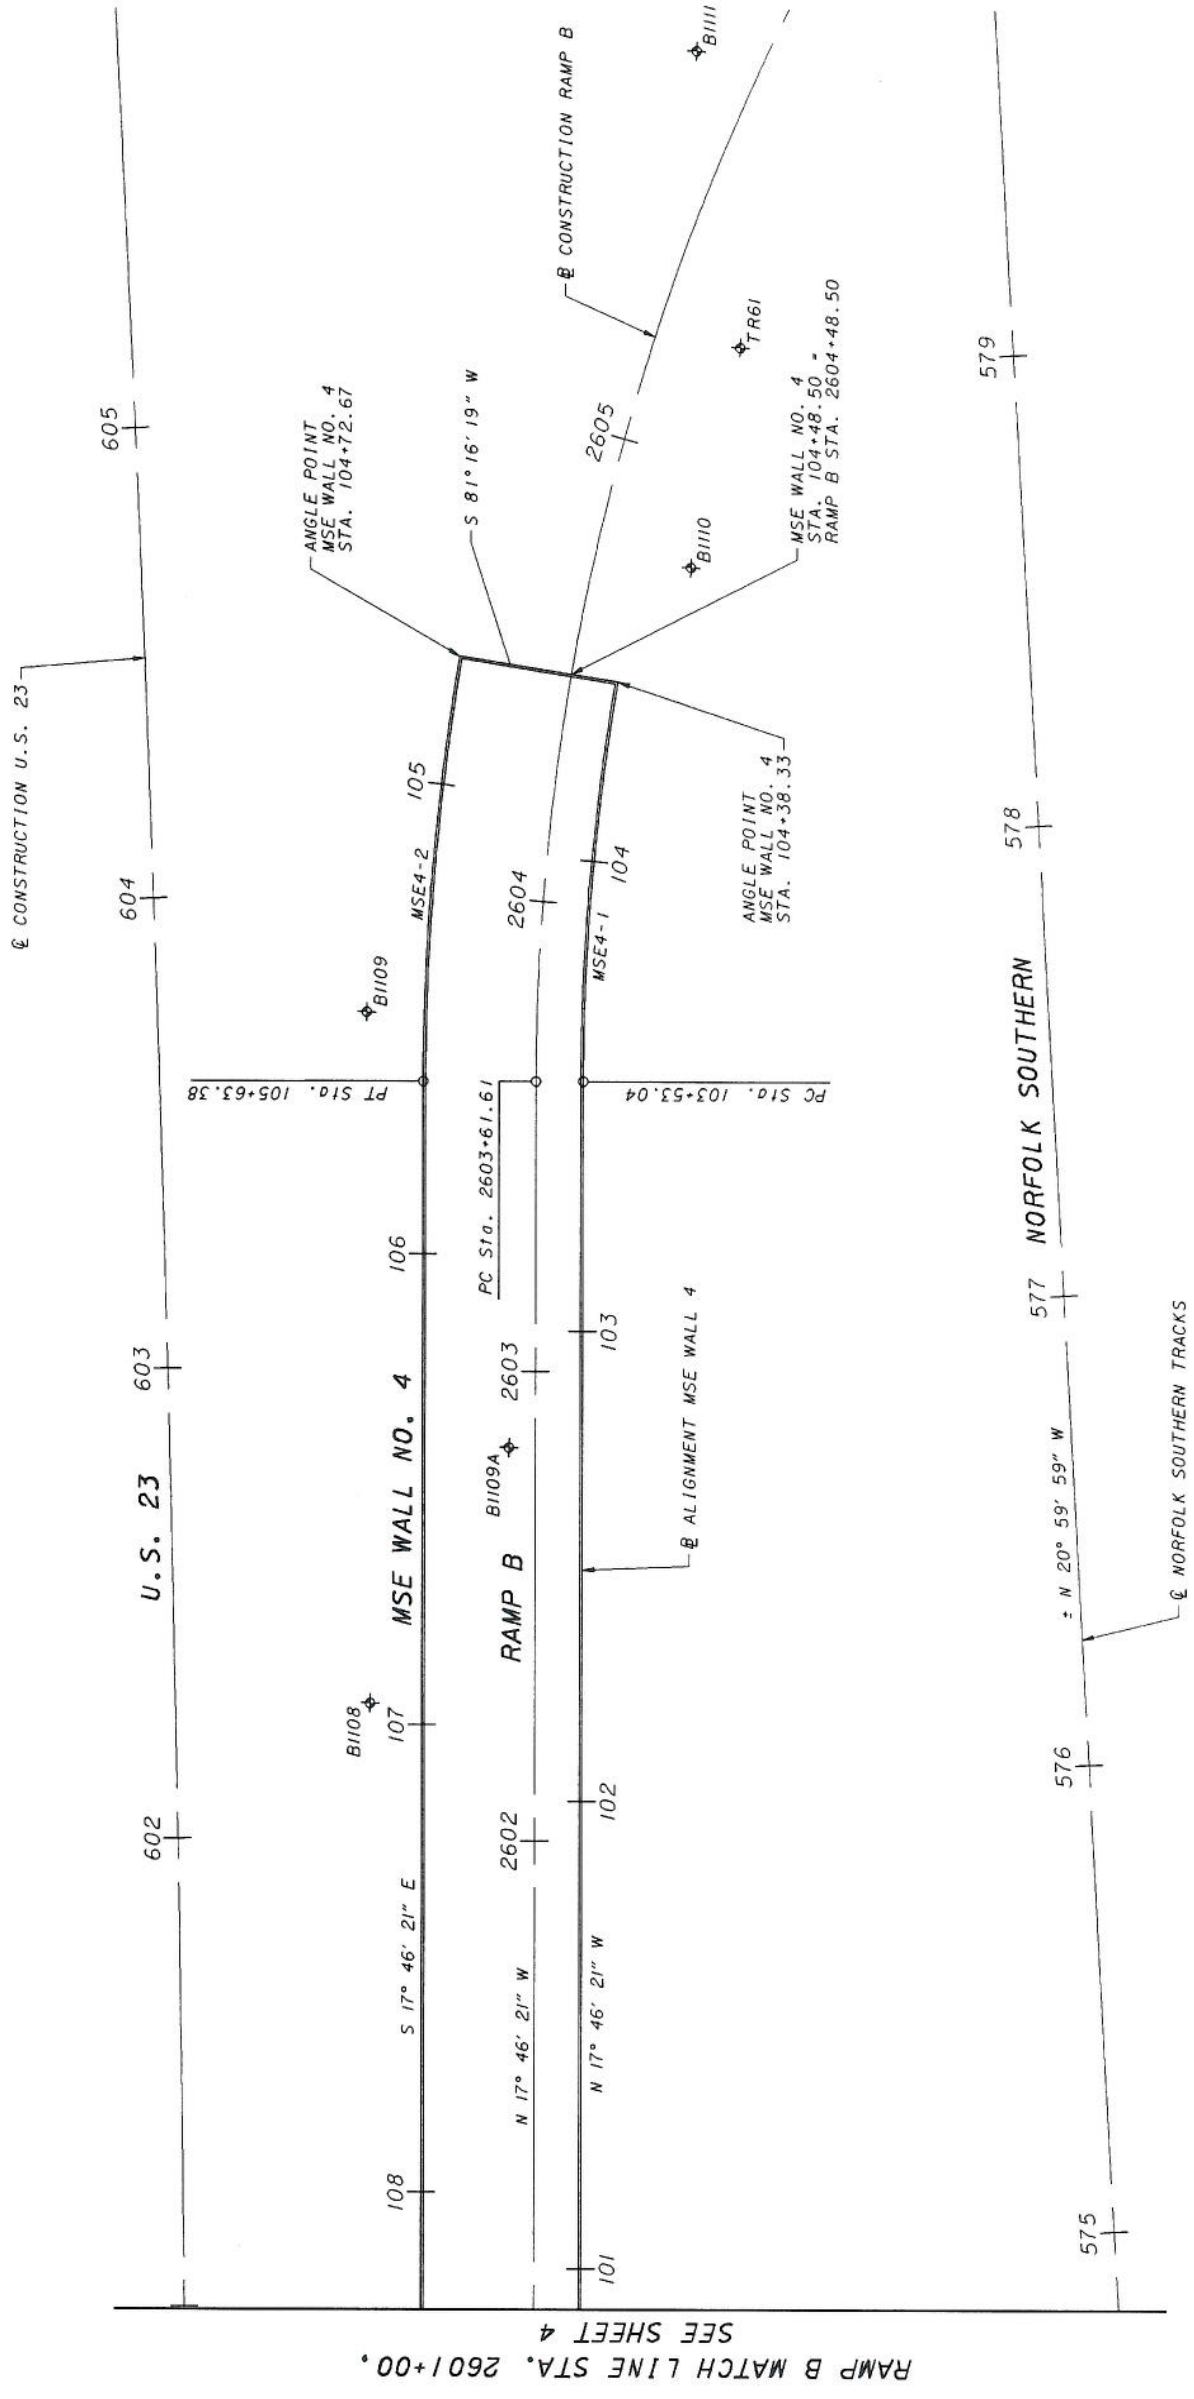 ℄ CONSTRUCTION U.S. 23
602
603
604
605
U.S. 23
ANGLE POINT
MSE WALL NO. 4
STA. 104+72.67
S 81° 16' 19" W
PT Sta. 105+63.38
B1108
B1109
108
107
106
105
S 17° 46' 21" E
MSE WALL NO. 4
MSE4-2
PC Sta. 2603+61.61
B1109A
RAMP B
2602
2603
2604
2605
N 17° 46' 21" W
℄ CONSTRUCTION RAMP B
B1111
TR61
B1110
101
102
103
104
N 17° 46' 21" W
MSE4-1
PC Sta. 103+53.04
MSE WALL NO. 4
STA. 104+48.50 =
RAMP B STA. 2604+48.50
ANGLE POINT
MSE WALL NO. 4
STA. 104+38.33
℄ ALIGNMENT MSE WALL 4
575
576
577
578
579
± N 20° 59' 59" W
NORFOLK SOUTHERN
℄ NORFOLK SOUTHERN TRACKS
RAMP B MATCH LINE STA. 2601+00,
SEE SHEET 4